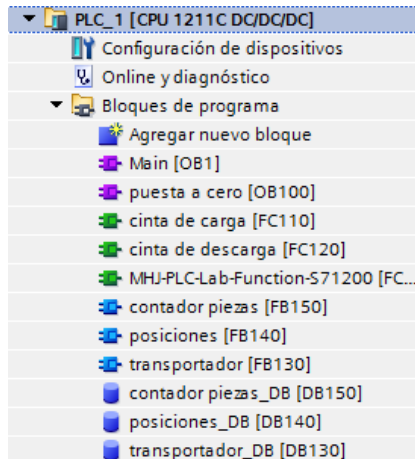 PLC_1 [CPU 1211C DC/DC/DC]
Configuración de dispositivos
Online y diagnóstico
Bloques de programa
Agregar nuevo bloque
Main [OB1]
puesta a cero [OB100]
cinta de carga [FC110]
cinta de descarga [FC120]
MHJ-PLC-Lab-Function-S71200 [FC...
contador piezas [FB150]
posiciones [FB140]
transportador [FB130]
contador piezas_DB [DB150]
posiciones_DB [DB140]
transportador_DB [DB130]